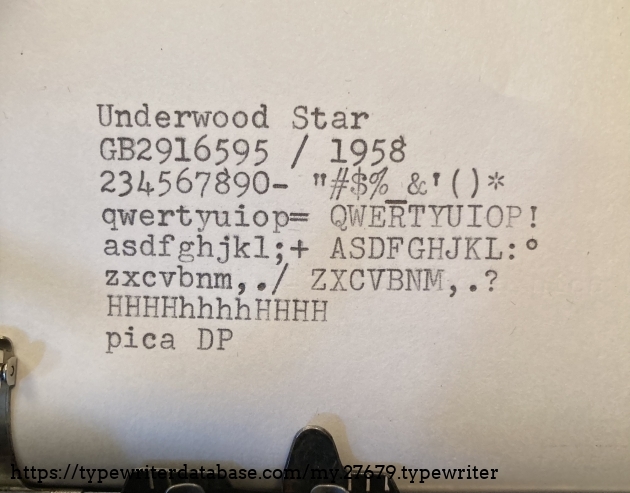 Underwood Star
GB2916595 / 1958
234567890- "#$%_&'()*
qwertyuiop= QWERTYUIOP!
asdfghjkl;+ ASDFGHJKL:°
zxcvbnm,./ ZXCVBNM,.?
HHHHhhhhHHHH
pica DP
https://typewriterdatabase.com/my.27679.typewriter